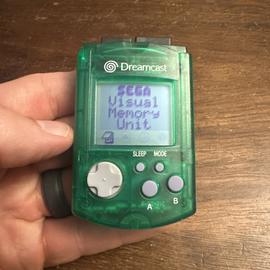 Dreamcast
SEGA
Visual
Memory
Unit
SLEEP MODE
A
B